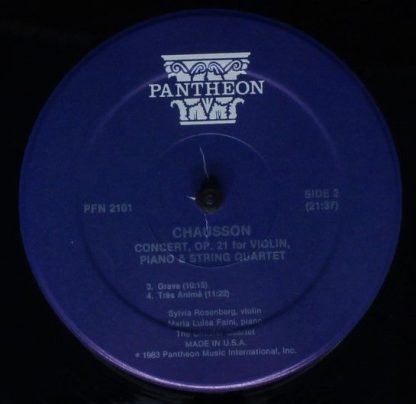 PANTHEON
PFN 2101
SIDE 2
(21:37)
CHAUSSON
CONCERT, OP. 21 for VIOLIN,
PIANO & STRING QUARTET
3. Grave (10:15)
4. Très Animé (11:22)
Sylvia Rosenberg, violin
Maria Luisa Faini, piano
The Quartet
MADE IN U.S.A.
℗ 1983 Pantheon Music International, Inc.